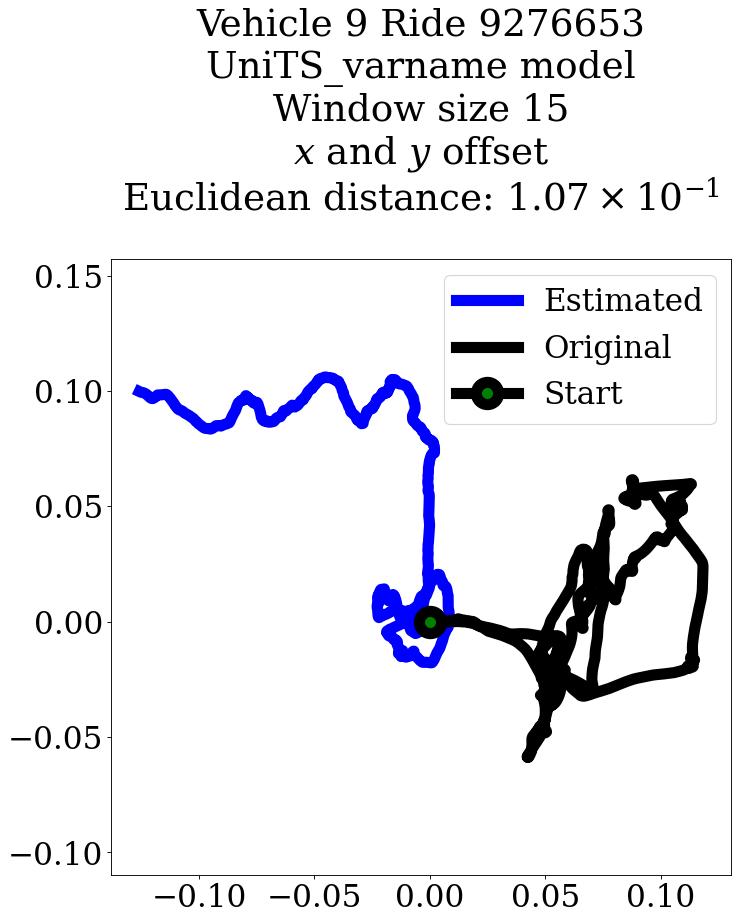 Vehicle 9 Ride 9276653
UniTS_varname model
Window size 15
x and y offset
Euclidean distance: 1.07 × 10⁻¹
0.15
0.10
0.05
0.00
−0.05
−0.10
Estimated
Original
Start
−0.10 −0.05 0.00 0.05 0.10